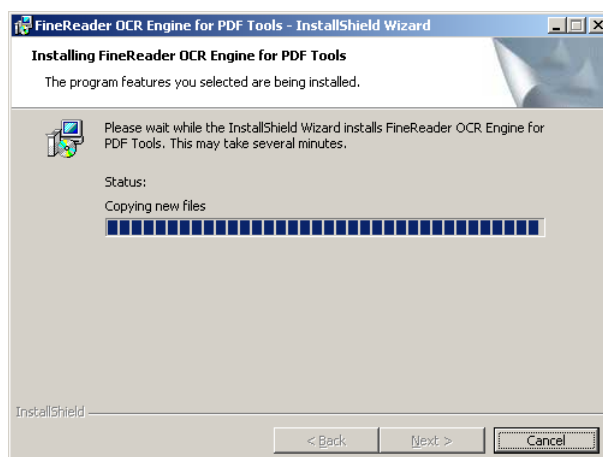 FineReader OCR Engine for PDF Tools - InstallShield Wizard
Installing FineReader OCR Engine for PDF Tools
The program features you selected are being installed.
Please wait while the InstallShield Wizard installs FineReader OCR Engine for
PDF Tools. This may take several minutes.
Status:
Copying new files
InstallShield
< Back
Next >
Cancel